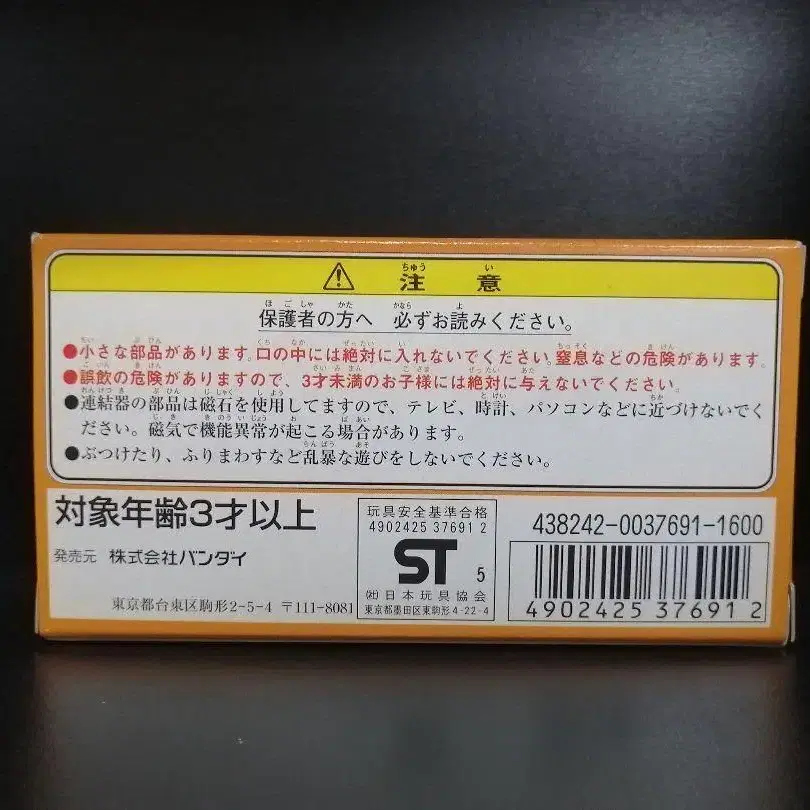 注意
保護者の方へ 必ずお読みください。
●小さな部品があります。口の中には絶対に入れないでください。窒息などの危険があります。
●誤飲の危険がありますので、3才未満のお子様には絶対に与えないでください。
●連結器の部品は磁石を使用してますので、テレビ、時計、パソコンなどに近づけないでく
ださい。磁気で機能異常が起こる場合があります。
●ぶつけたり、ふりまわすなど乱暴な遊びをしないでください。
対象年齢3才以上
発売元 株式会社バンダイ
東京都台東区駒形2-5-4 〒111-8081
玩具安全基準合格
4902425 37691 2
ST 5
(社)日本玩具協会
東京都墨田区東駒形4-22-4
438242-0037691-1600
4902425 376912